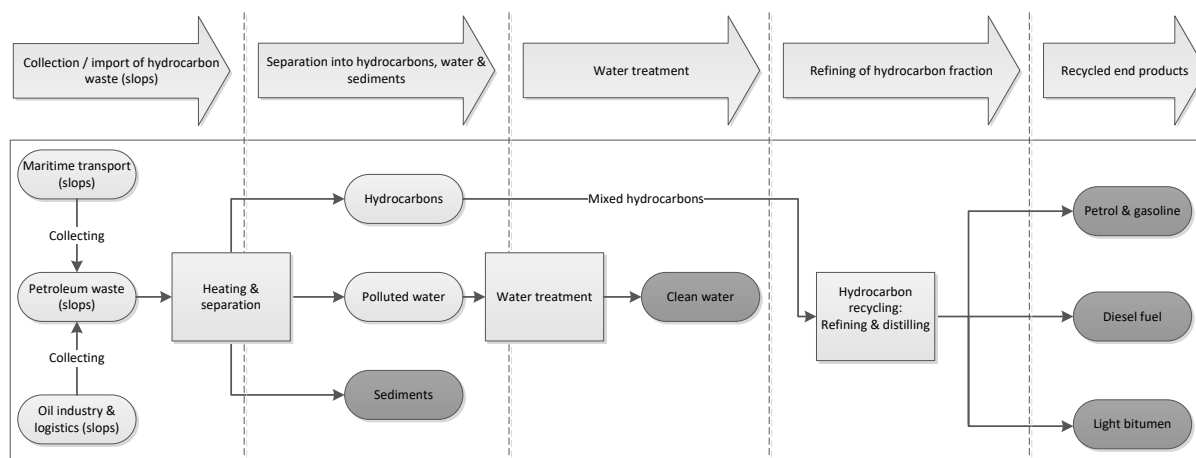 Collection / import of hydrocarbon
waste (slops)
Separation into hydrocarbons, water &
sediments
Water treatment
Refining of hydrocarbon fraction
Recycled end products
Maritime transport
(slops)
Collecting
Petroleum waste
(slops)
Collecting
Oil industry &
logistics (slops)
Heating &
separation
Hydrocarbons
Mixed hydrocarbons
Polluted water
Water treatment
Clean water
Sediments
Hydrocarbon
recycling:
Refining & distilling
Petrol & gasoline
Diesel fuel
Light bitumen